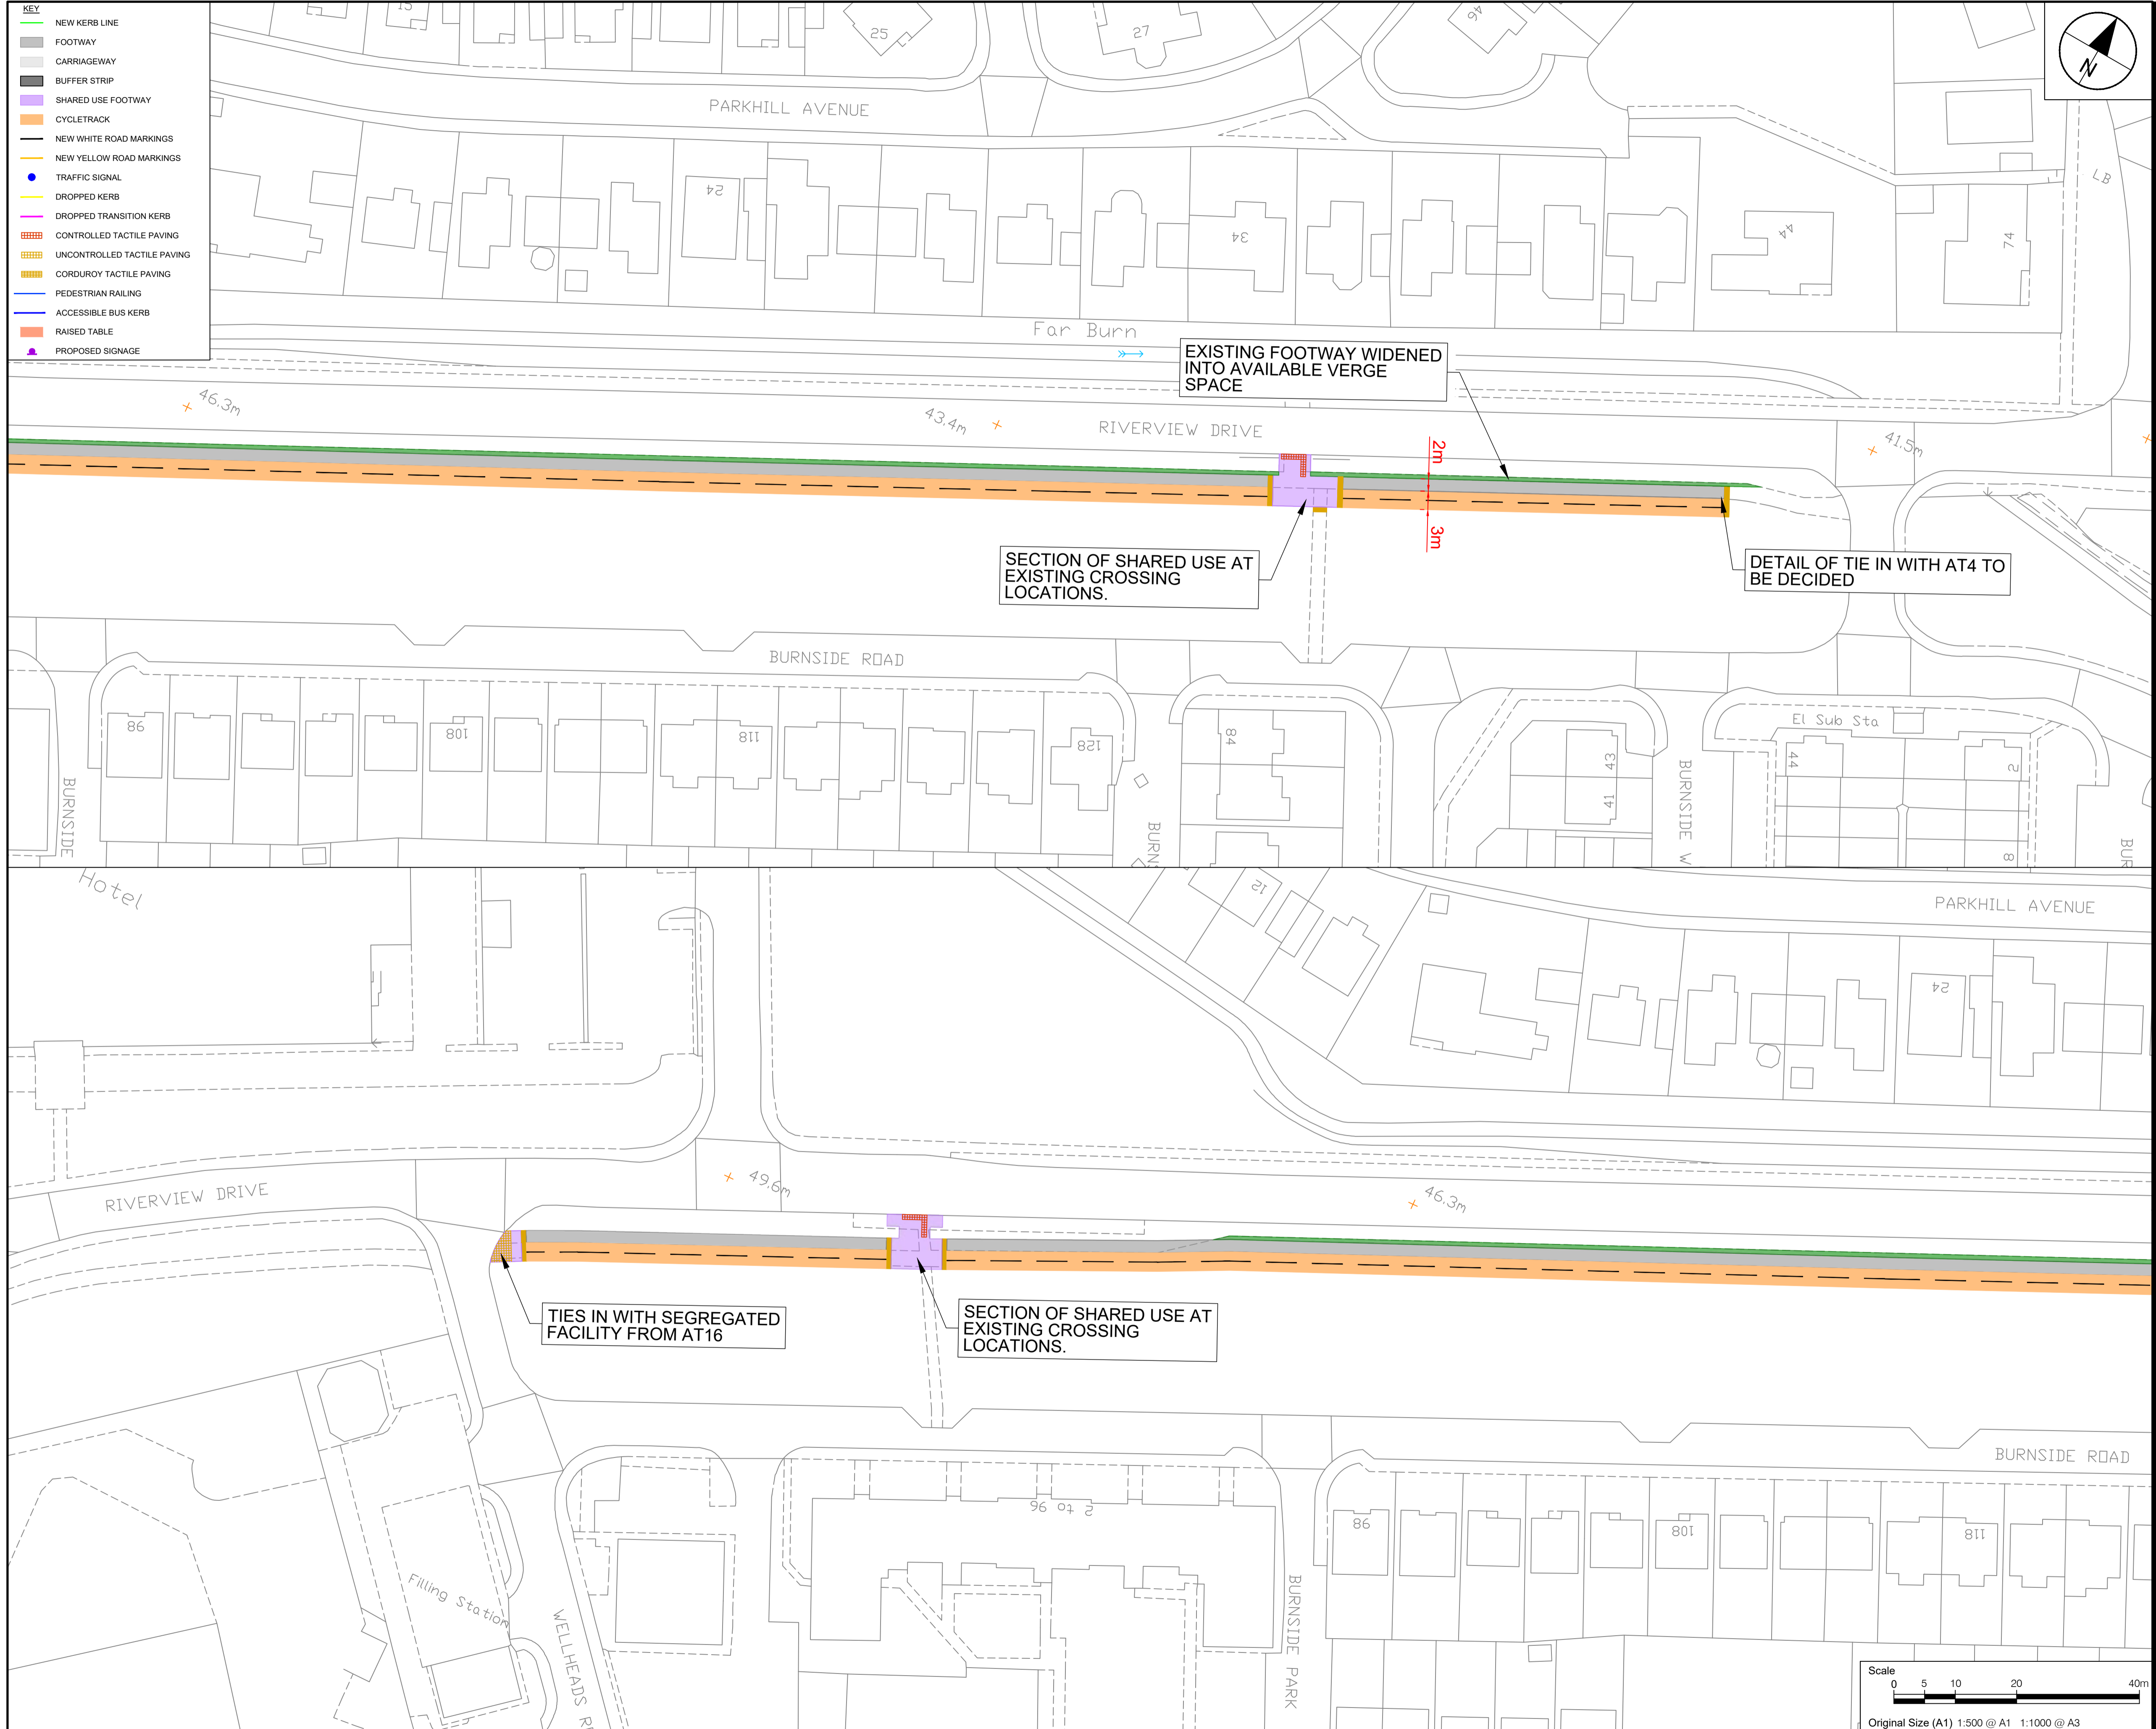 KEY
NEW KERB LINE
FOOTWAY
CARRIAGEWAY
BUFFER STRIP
SHARED USE FOOTWAY
CYCLETRACK
NEW WHITE ROAD MARKINGS
NEW YELLOW ROAD MARKINGS
TRAFFIC SIGNAL
DROPPED KERB
DROPPED TRANSITION KERB
CONTROLLED TACTILE PAVING
UNCONTROLLED TACTILE PAVING
CORDUROY TACTILE PAVING
PEDESTRIAN RAILING
ACCESSIBLE BUS KERB
RAISED TABLE
PROPOSED SIGNAGE
15
25
27
46
N
PARKHILL AVENUE
24
34
44
74
LB
Far Burn
EXISTING FOOTWAY WIDENED
INTO AVAILABLE VERGE
SPACE
46.3m
43.4m
RIVERVIEW DRIVE
41.5m
2m
3m
SECTION OF SHARED USE AT
EXISTING CROSSING
LOCATIONS.
DETAIL OF TIE IN WITH AT4 TO
BE DECIDED
BURNSIDE ROAD
98
108
118
128
84
43
41
El Sub Sta
44
2
8
BURNSIDE
BURNS
BURNSIDE W
BUR
Hotel
12
PARKHILL AVENUE
24
RIVERVIEW DRIVE
49.6m
46.3m
TIES IN WITH SEGREGATED
FACILITY FROM AT16
SECTION OF SHARED USE AT
EXISTING CROSSING
LOCATIONS.
BURNSIDE ROAD
2 to 96
98
108
118
Filling Station
WELLHEADS R
BURNSIDE PARK
Scale
0 5 10 20 40m
Original Size (A1) 1:500 @ A1 1:1000 @ A3